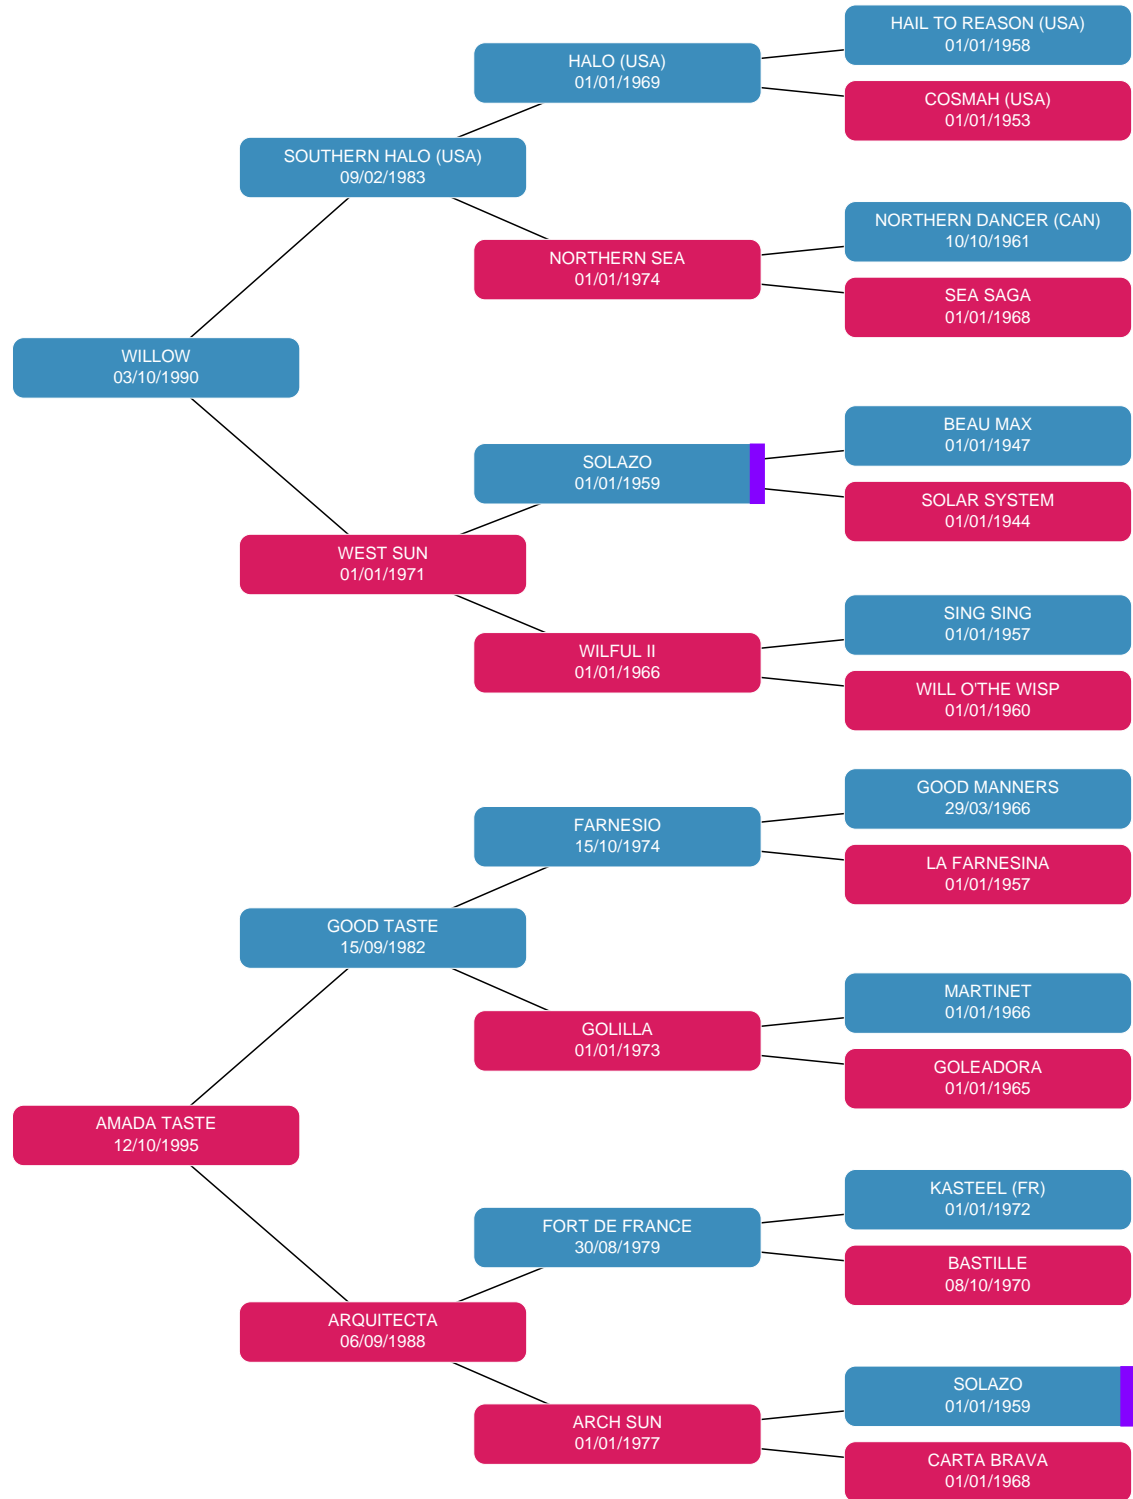 HAIL TO REASON (USA)
01/01/1958
HALO (USA)
01/01/1969
COSMAH (USA)
01/01/1953
SOUTHERN HALO (USA)
09/02/1983
NORTHERN DANCER (CAN)
10/10/1961
NORTHERN SEA
01/01/1974
SEA SAGA
01/01/1968
WILLOW
03/10/1990
BEAU MAX
01/01/1947
SOLAZO
01/01/1959
SOLAR SYSTEM
01/01/1944
WEST SUN
01/01/1971
SING SING
01/01/1957
WILFUL II
01/01/1966
WILL O'THE WISP
01/01/1960
GOOD MANNERS
29/03/1966
FARNESIO
15/10/1974
LA FARNESINA
01/01/1957
GOOD TASTE
15/09/1982
MARTINET
01/01/1966
GOLILLA
01/01/1973
GOLEADORA
01/01/1965
AMADA TASTE
12/10/1995
KASTEEL (FR)
01/01/1972
FORT DE FRANCE
30/08/1979
BASTILLE
08/10/1970
ARQUITECTA
06/09/1988
SOLAZO
01/01/1959
ARCH SUN
01/01/1977
CARTA BRAVA
01/01/1968